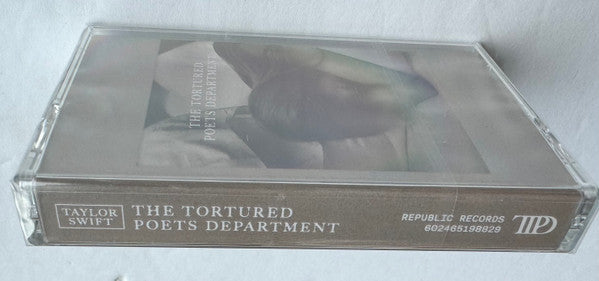 THE TORTURED
POETS DEPARTMENT
TAYLOR
SWIFT
THE TORTURED
POETS DEPARTMENT
REPUBLIC RECORDS
602465198829
TTPD